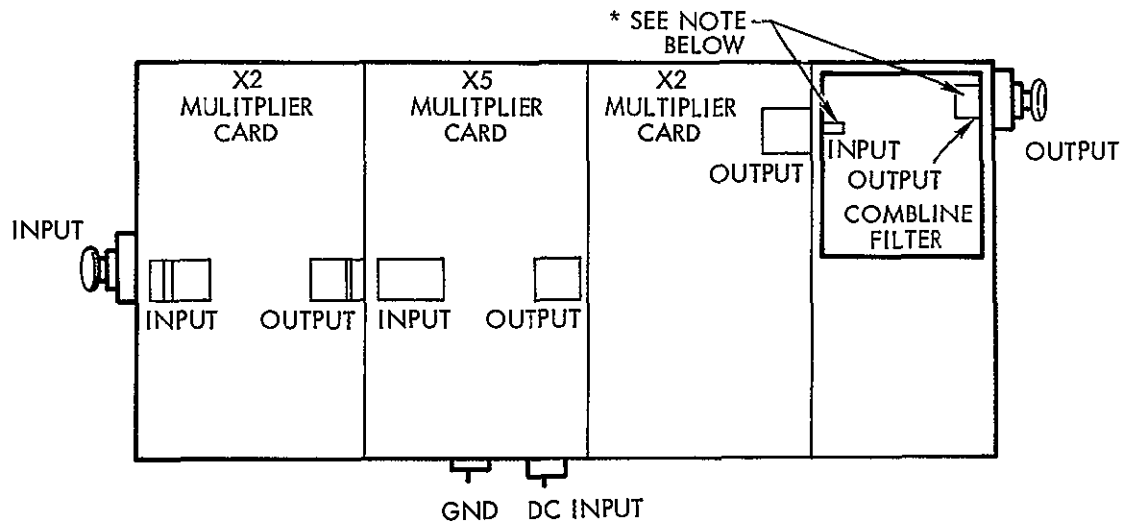 * SEE NOTE
BELOW
X2
MULITPLIER
CARD
X5
MULITPLIER
CARD
X2
MULTIPLIER
CARD
OUTPUT
INPUT
OUTPUT
COMBLINE
FILTER
OUTPUT
INPUT
INPUT
OUTPUT
INPUT
OUTPUT
GND
DC INPUT